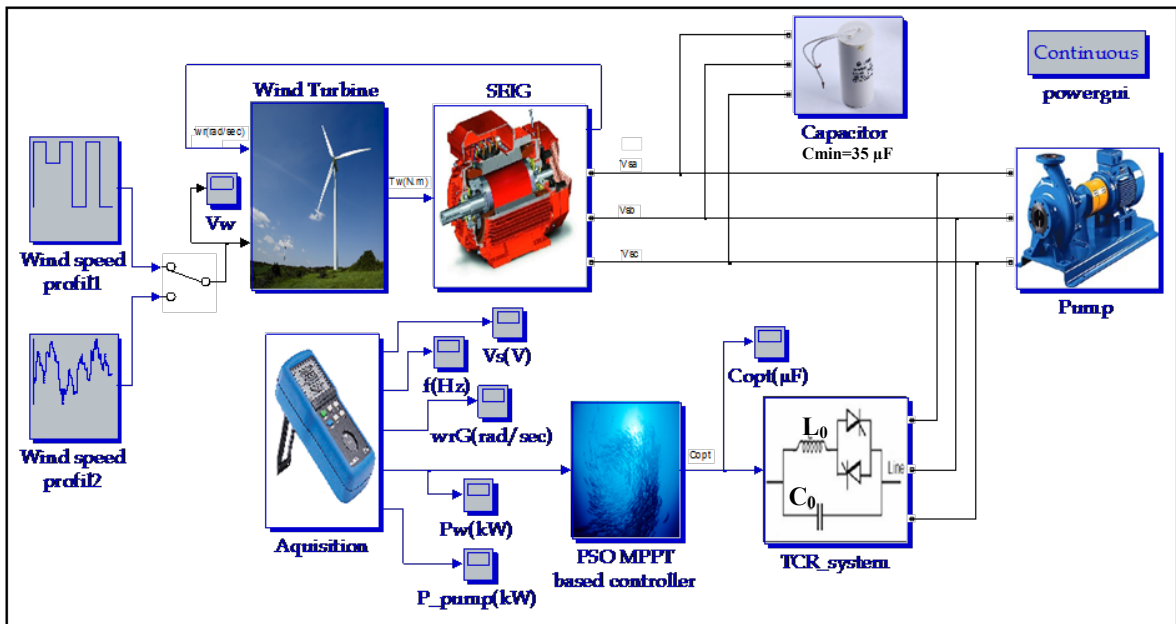 Continuous
powergui
Capacitor
Cmin=35 µF
Wind Turbine
SEIG
wr(rad/sec)
Tw(N.m)
Vsa
Vsb
Vsc
Vw
Wind speed
profil1
Wind speed
profil2
Pump
Vs(V)
f(Hz)
wrG(rad/sec)
Pw(kW)
P_pump(kW)
Aquisition
PSO MPPT
based controller
Copt
Copt(µF)
L0
C0
Line
TCR_system